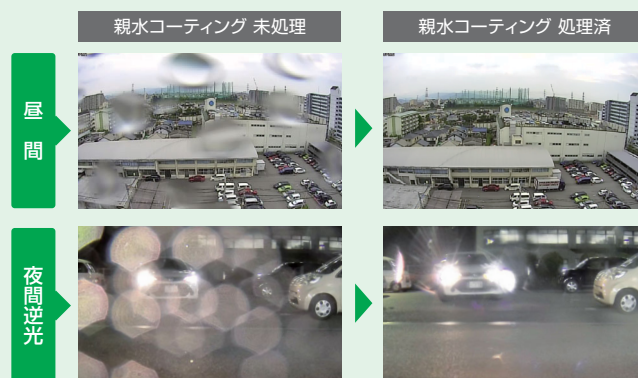 親水コーティング 未処理
親水コーティング 処理済
昼間
夜間逆光